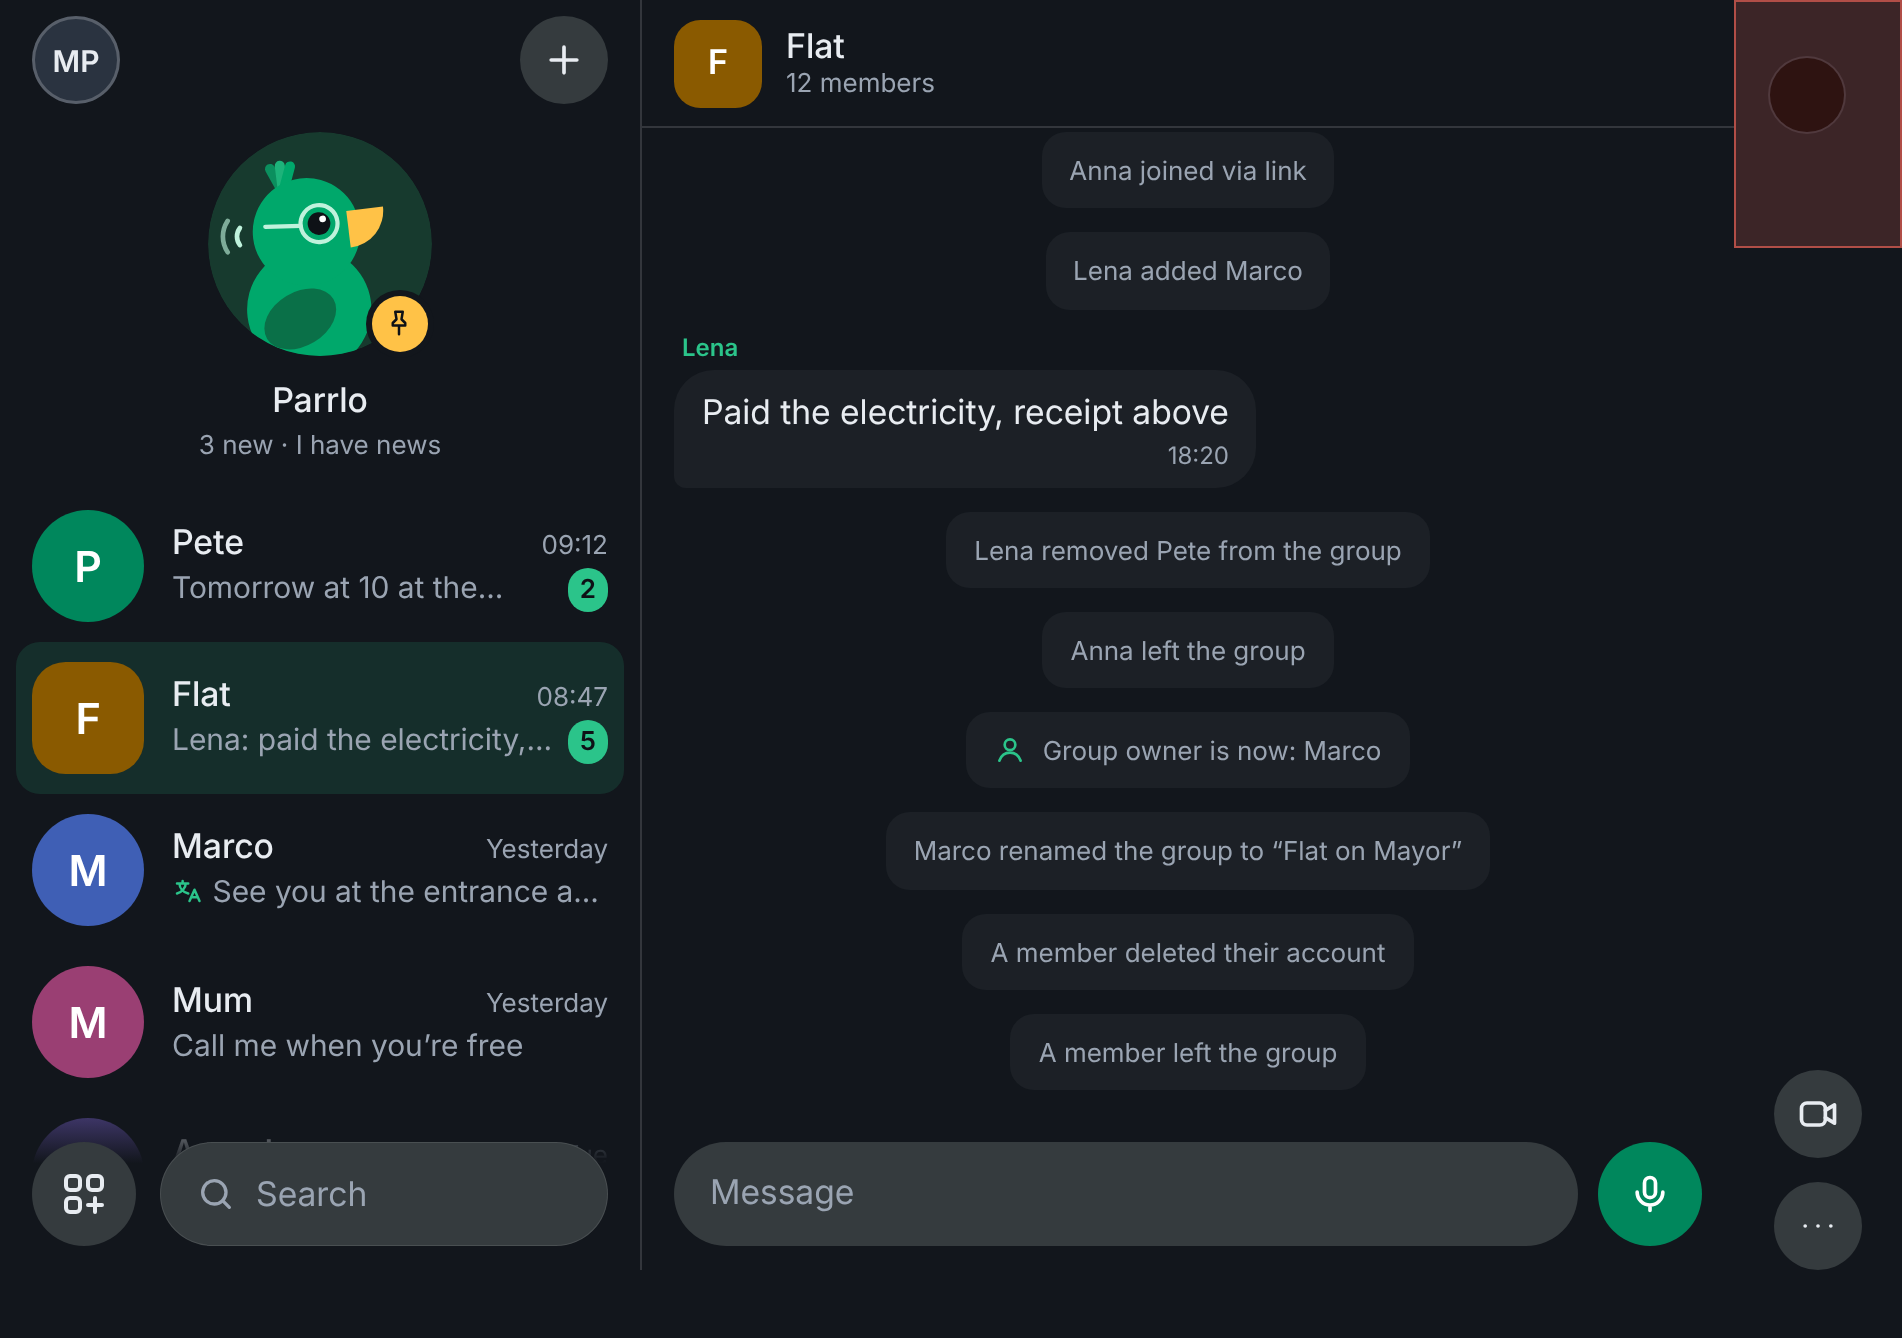 MP
Parrlo
3 new · I have news
P
Pete
09:12
Tomorrow at 10 at the...
2
F
Flat
08:47
Lena: paid the electricity,...
5
M
Marco
Yesterday
See you at the entrance a...
M
Mum
Yesterday
Call me when you’re free
Search
F
Flat
12 members
Anna joined via link
Lena added Marco
Lena
Paid the electricity, receipt above
18:20
Lena removed Pete from the group
Anna left the group
Group owner is now: Marco
Marco renamed the group to “Flat on Mayor”
A member deleted their account
A member left the group
Message